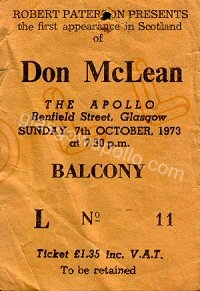 ROBERT PATERSON PRESENTS
the first appearance in Scotland
of
Don McLean
THE APOLLO
Renfield Street, Glasgow
SUNDAY, 7th OCTOBER, 1973
at 7.30 p.m.
BALCONY
L Nº 11
Ticket £1.35 inc. V.A.T.
To be retained